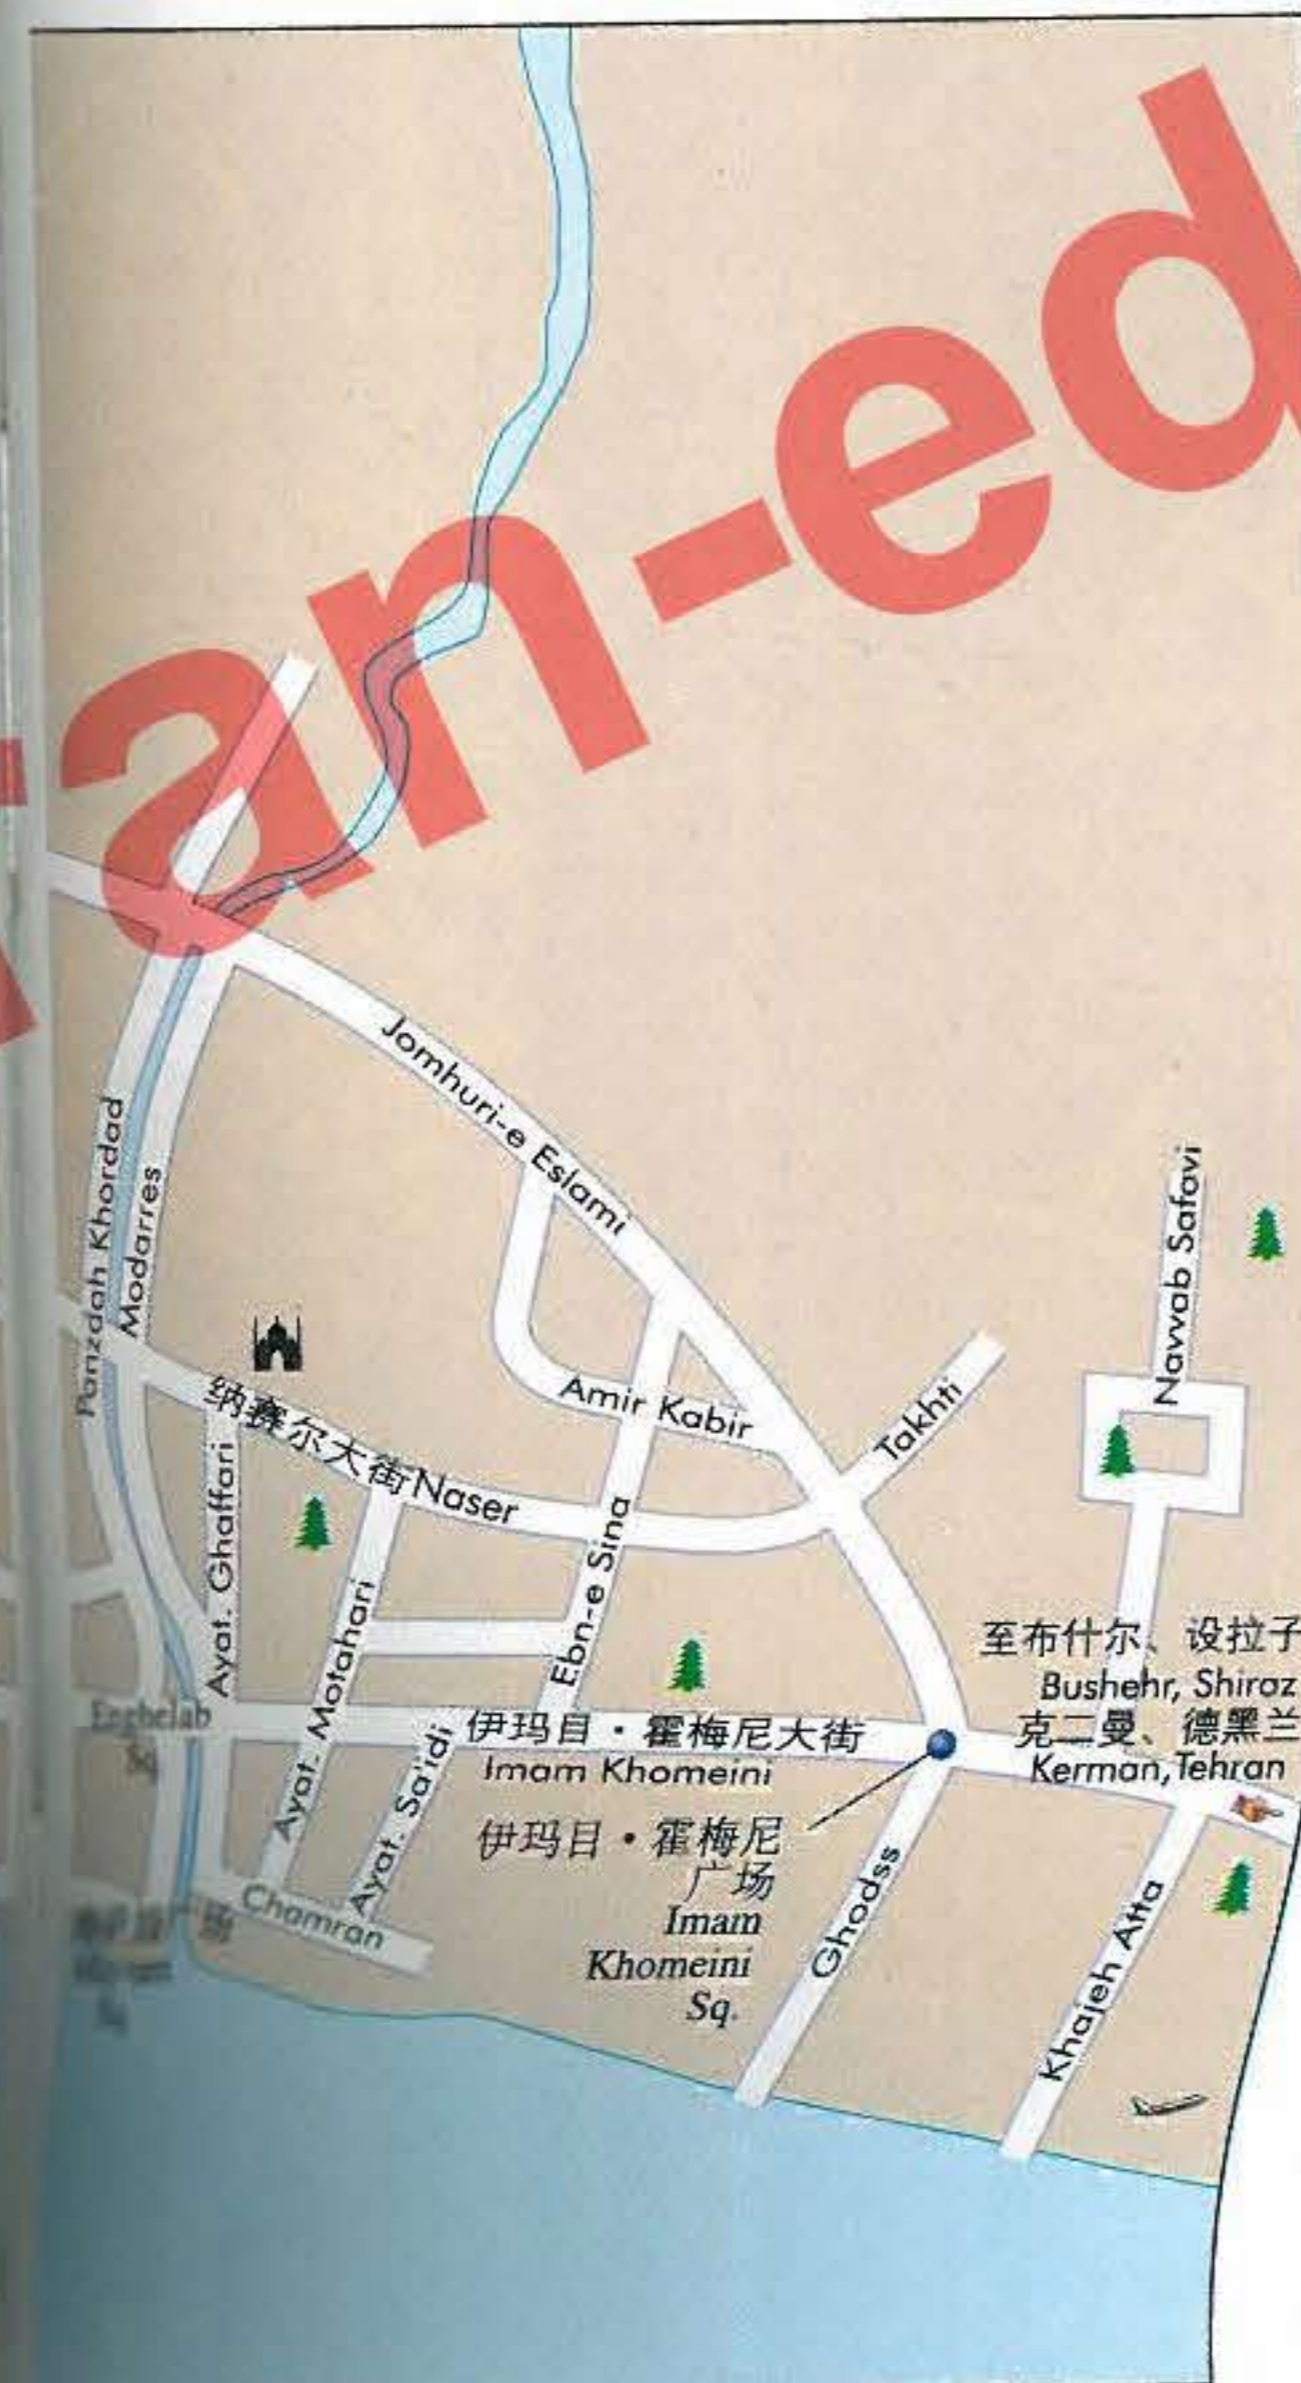 an-ed
Jomhuri-e Eslami
Panzdah Khordad
Modarres
Navvab Safavi
Amir Kabir
Takhti
纳赛尔大街Naser
Ayat. Ghaffari
Ebn-e Sina
Ayat. Motahari
至布什尔、设拉子
Bushehr, Shiraz
克二曼、德黑兰
Kerman, Tehran
Enghelab
Sq.
伊玛目·霍梅尼大街
Imam Khomeini
Ayat. Sa'idi
伊玛目·霍梅尼
广场
Imam
Khomeini
Sq.
Ghodss
Khajeh Atta
Chamran